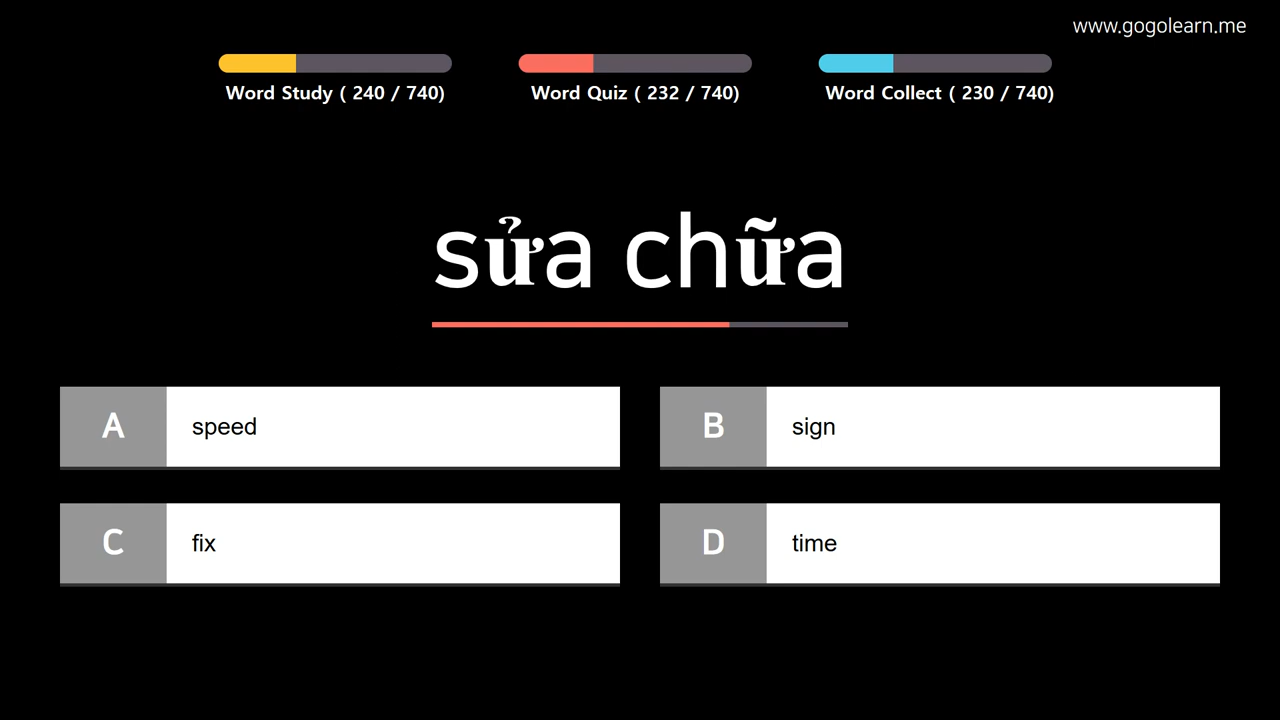 www.gogolearn.me
Word Study ( 240 / 740)
Word Quiz ( 232 / 740)
Word Collect ( 230 / 740)
sửa chữa
A speed
B sign
C fix
D time